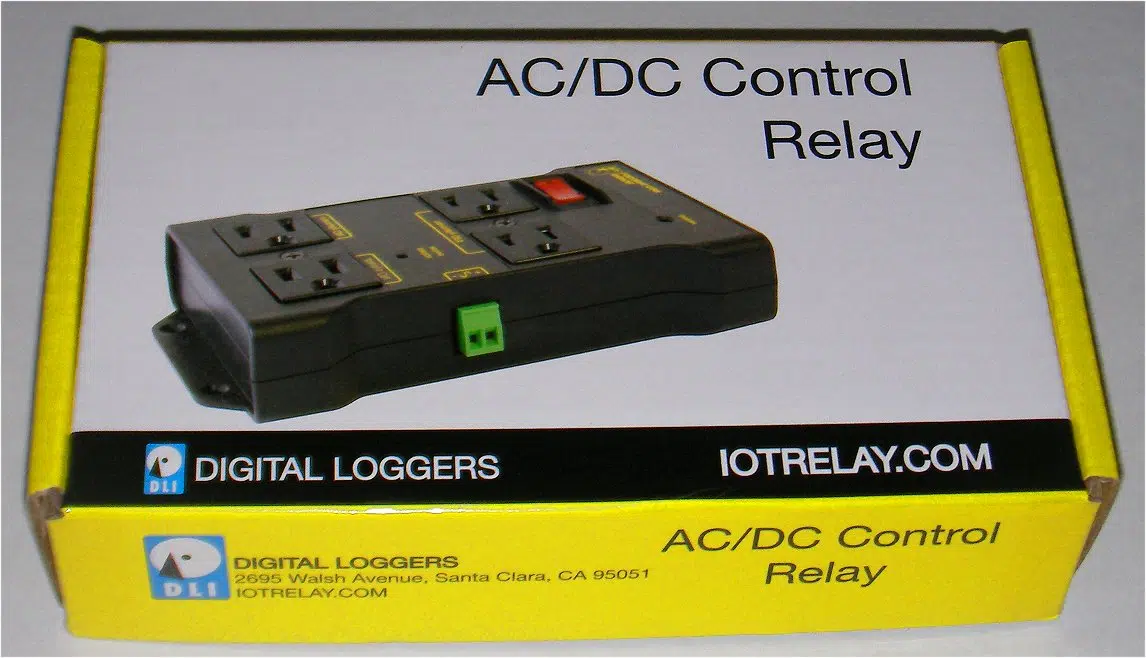 AC/DC Control
Relay
DLI
DIGITAL LOGGERS
IOTRELAY.COM
DLI
DIGITAL LOGGERS
2695 Walsh Avenue, Santa Clara, CA 95051
IOTRELAY.COM
AC/DC Control
Relay